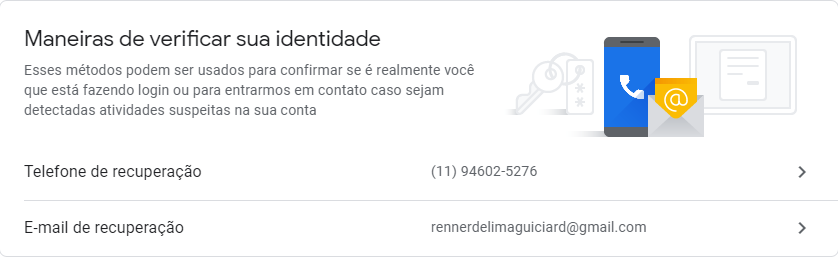 Maneiras de verificar sua identidade
Esses métodos podem ser usados para confirmar se é realmente você
que está fazendo login ou para entrarmos em contato caso sejam
detectadas atividades suspeitas na sua conta
Telefone de recuperação (11) 94602-5276
E-mail de recuperação rennerdelimaguiciard@gmail.com